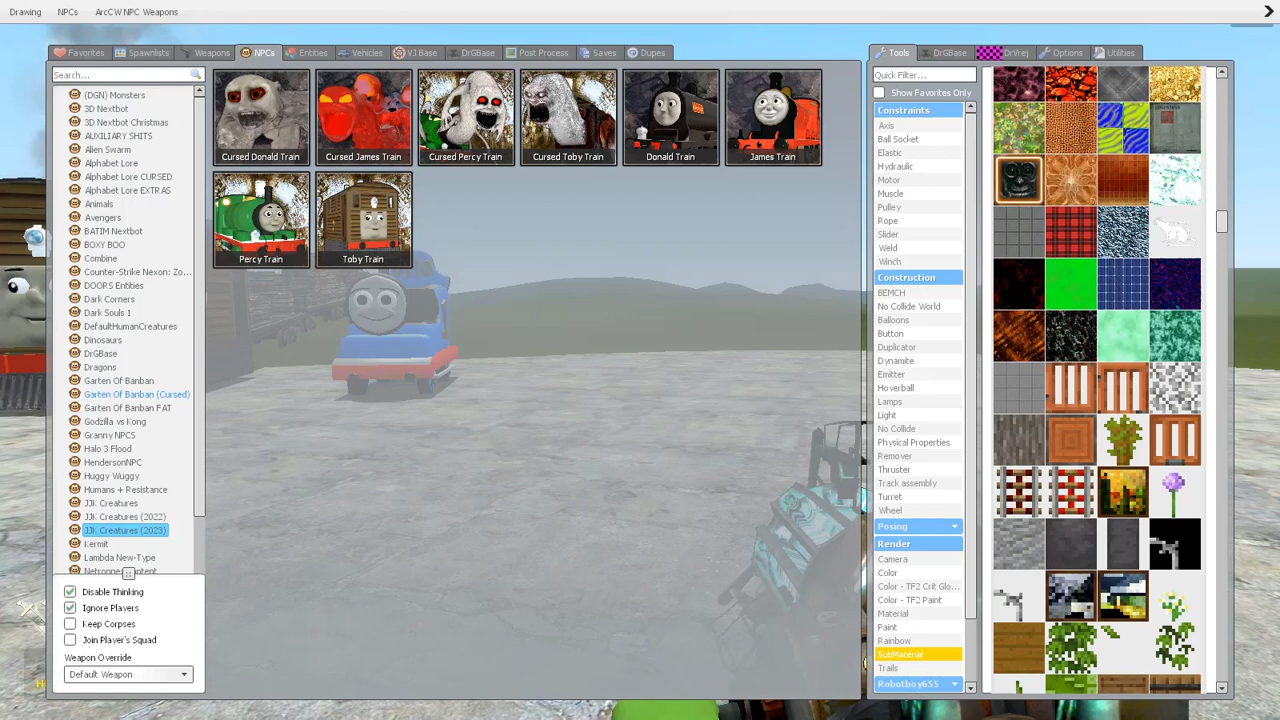 Drawing NPCs ArcCW NPC Weapons
Favorites Spawnlists Weapons NPCs Entities Vehicles VJ Base DrGBase Post Process Saves Dupes
Search...
(DGN) Monsters
3D Nextbot
3D Nextbot Christmas
AUXILIARY SHITS
Alien Swarm
Alphabet Lore
Alphabet Lore CURSED
Alphabet Lore EXTRAS
Animals
Avengers
BATIM Nextbot
BOXY BOO
Combine
Counter-Strike Nexon: Zo...
DOORS Entities
Dark Corners
Dark Souls 1
DefaultHumanCreatures
Dinosaurs
DrGBase
Dragons
Garten Of Banban
Garten Of Banban (Cursed)
Garten Of Banban FAT
Godzilla vs Kong
Granny NPCS
Halo 3 Flood
HendersonNPC
Huggy Wuggy
Humans + Resistance
JJK Creatures
JJK Creatures (2022)
JJK Creatures (2023)
Kermit
Lambda New-Type
Disable Thinking
Ignore Players
Keep Corpses
Join Player's Squad
Weapon Override
Default Weapon
Cursed Donald Train
Cursed James Train
Cursed Percy Train
Cursed Toby Train
Donald Train
James Train
Percy Train
Toby Train
Tools DrGBase DrVrej Options Utilities
Quick Filter...
Show Favorites Only
Constraints
Axis
Ball Socket
Elastic
Hydraulic
Motor
Muscle
Pulley
Rope
Slider
Weld
Winch
Construction
BEMCH
No Collide World
Balloons
Button
Duplicator
Dynamite
Emitter
Hoverball
Lamps
Light
No Collide
Physical Properties
Remover
Thruster
Track assembly
Turret
Wheel
Posing
Render
Camera
Color
Color - TF2 Crit Glo...
Color - TF2 Paint
Material
Paint
Rainbow
SubMaterial
Trails
Robotboy655